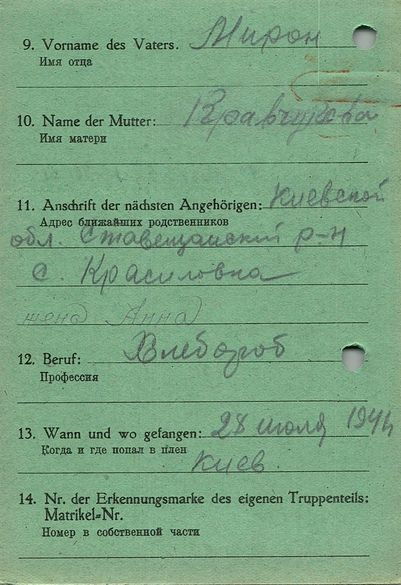 9. Vorname des Vaters. Мирон
Имя отца
10. Name der Mutter: Кравчукова
Имя матери
11. Anschrift der nächsten Angehörigen: Киевской
Адрес ближайших родственников
обл. Ставещанский р-н
с. Красиловка
жена Анна
12. Beruf: Хлебороб
Профессия
13. Wann und wo gefangen: 28 июля 1941
Когда и где попал в плен
Киев.
14. Nr. der Erkennungsmarke des eigenen Truppenteils:
Matrikel=Nr.
Номер в собственной части